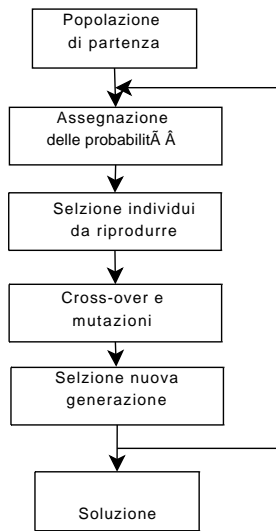 Popolazione
di partenza
Assegnazione
delle probabilitÃ Â
Selzione individui
da riprodurre
Cross-over e
mutazioni
Selzione nuova
generazione
Soluzione